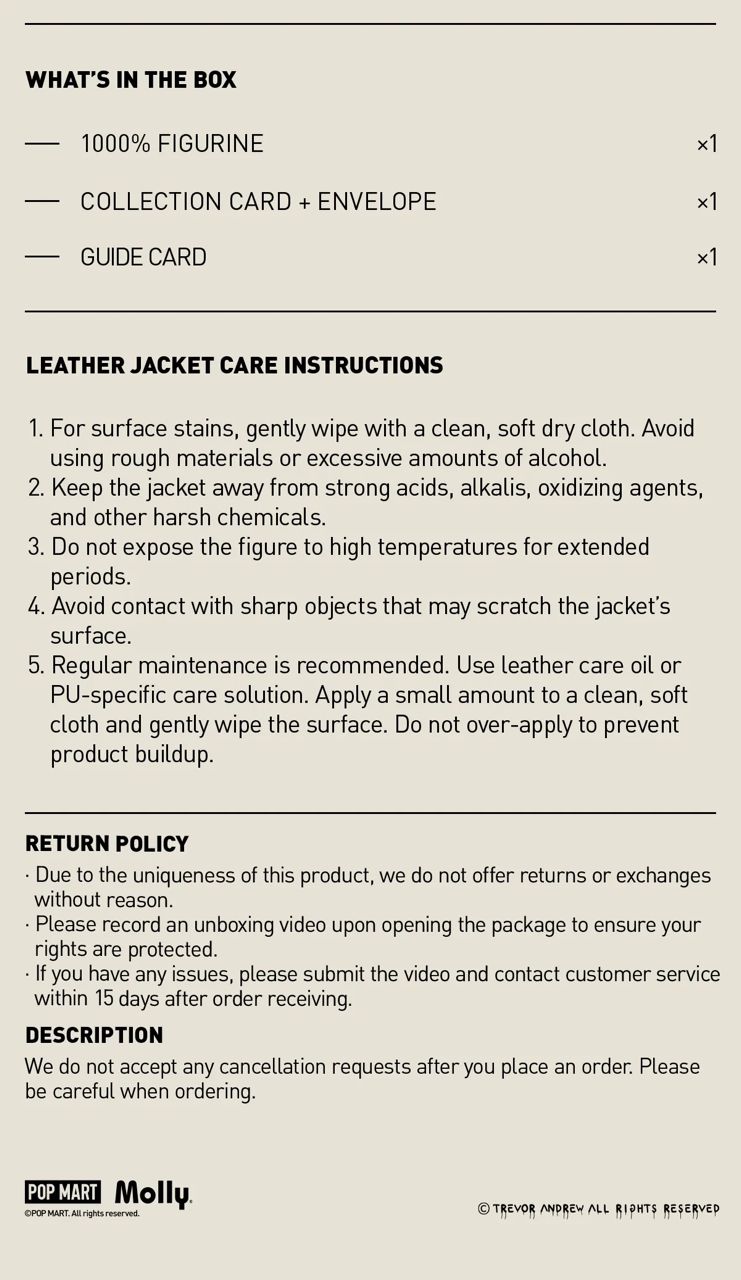 WHAT'S IN THE BOX
— 1000% FIGURINE ×1
— COLLECTION CARD + ENVELOPE ×1
— GUIDE CARD ×1
LEATHER JACKET CARE INSTRUCTIONS
1. For surface stains, gently wipe with a clean, soft dry cloth. Avoid
using rough materials or excessive amounts of alcohol.
2. Keep the jacket away from strong acids, alkalis, oxidizing agents,
and other harsh chemicals.
3. Do not expose the figure to high temperatures for extended
periods.
4. Avoid contact with sharp objects that may scratch the jacket's
surface.
5. Regular maintenance is recommended. Use leather care oil or
PU-specific care solution. Apply a small amount to a clean, soft
cloth and gently wipe the surface. Do not over-apply to prevent
product buildup.
RETURN POLICY
· Due to the uniqueness of this product, we do not offer returns or exchanges
without reason.
· Please record an unboxing video upon opening the package to ensure your
rights are protected.
· If you have any issues, please submit the video and contact customer service
within 15 days after order receiving.
DESCRIPTION
We do not accept any cancellation requests after you place an order. Please
be careful when ordering.
POP MART Molly
©POP MART. All rights reserved.
© TREVOR ANDREW ALL RIGHTS RESERVED